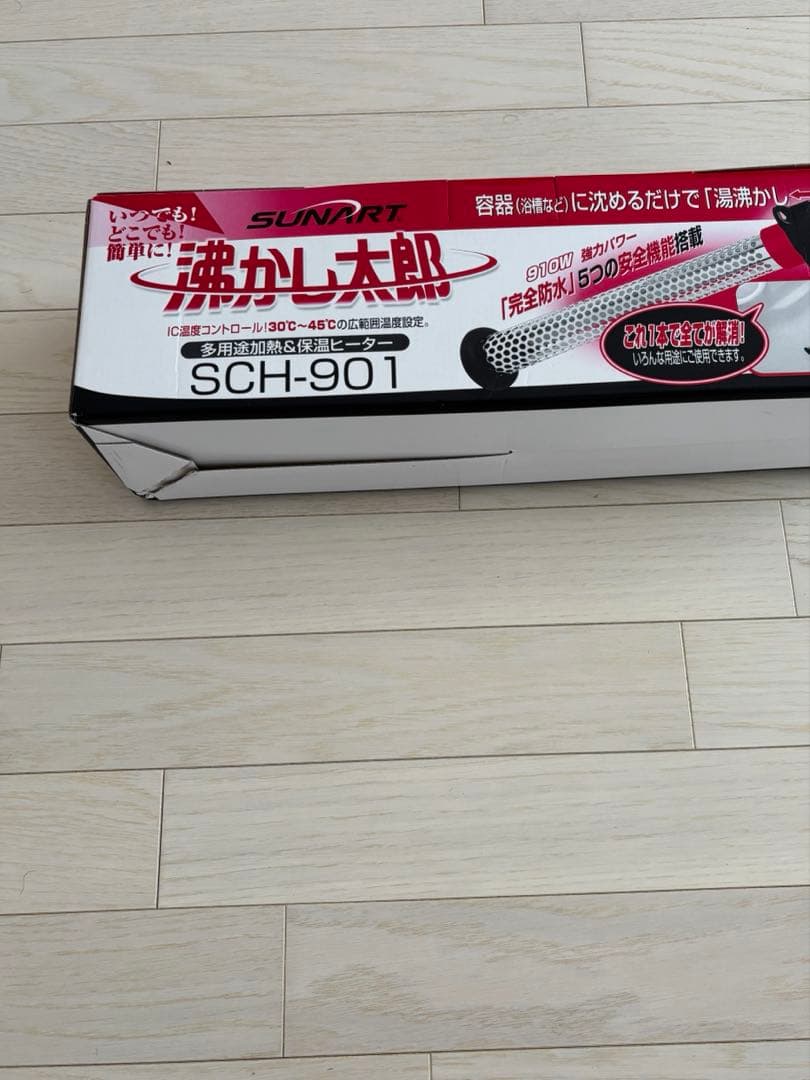 いつでも!
どこでも!
簡単に!
SUNART
沸かし太郎
IC温度コントロール!30℃〜45℃の広範囲温度設定。
多用途加熱&保温ヒーター
SCH-901
容器(浴槽など)に沈めるだけで「湯沸かし
910W 強力パワー
「完全防水」5つの安全機能搭載
これ1本で全てが解消!
いろんな用途にご使用できます。